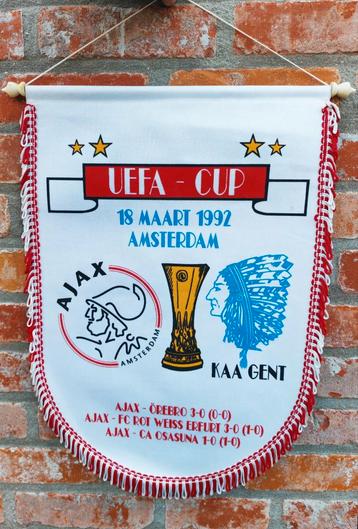 UEFA - CUP
18 MAART 1992
AMSTERDAM
AJAX
AMSTERDAM
KAA GENT
AJAX - ÖREBRO 3-0 (0-0)
AJAX - FC ROT WEISS ERFURT 3-0 (1-0)
AJAX - CA OSASUNA 1-0 (1-0)